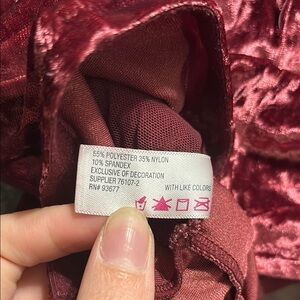 55% POLYESTER 35% NYLON
10% SPANDEX
EXCLUSIVE OF DECORATION
SUPPLIER 76107-2
RN# 93677
WITH LIKE COLORS